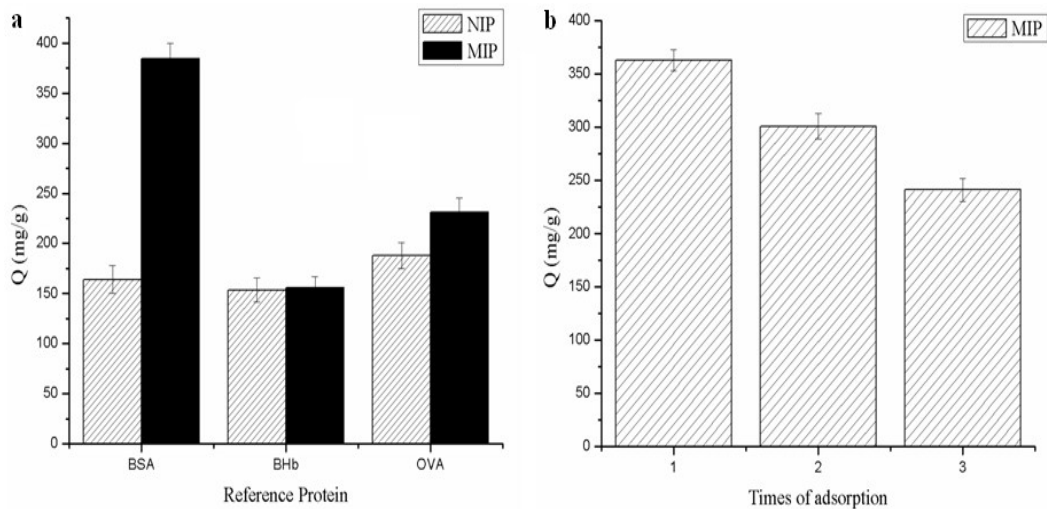 a
NIP
MIP
400
350
300
250
200
150
100
50
0
Q (mg/g)
BSA
BHb
OVA
Reference Protein
b
MIP
400
350
300
250
200
150
100
50
0
Q (mg/g)
1
2
3
Times of adsorption